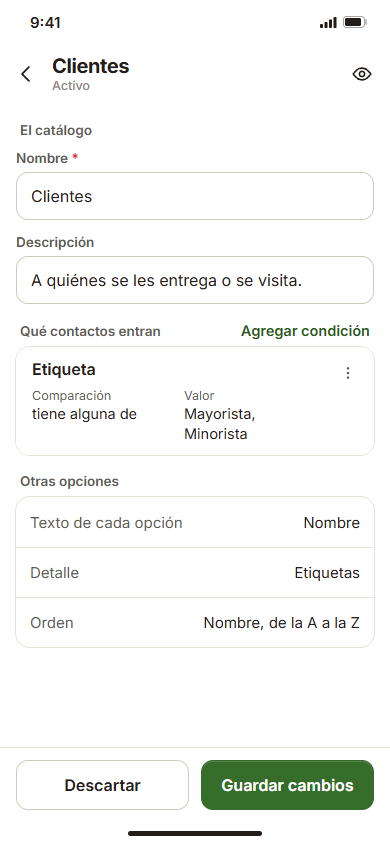 9:41
Clientes
Activo
El catálogo
Nombre *
Clientes
Descripción
A quiénes se les entrega o se visita.
Qué contactos entran
Agregar condición
Etiqueta
Comparación
Valor
tiene alguna de
Mayorista,
Minorista
Otras opciones
Texto de cada opción
Nombre
Detalle
Etiquetas
Orden
Nombre, de la A a la Z
Descartar
Guardar cambios